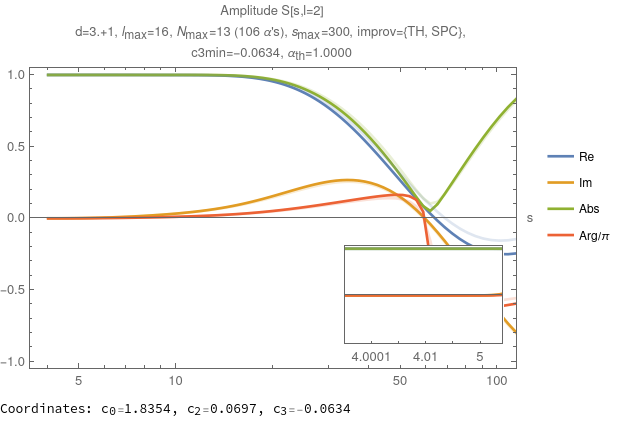 Amplitude S[s,l=2]
d=3.+1, lmax=16, Nmax=13 (106 α's), smax=300, improv={TH, SPC},
c3min=−0.0634, αth=1.0000
1.0
0.5
0.0
−0.5
−1.0
5
10
50
100
s
4.0001
4.01
5
Re
Im
Abs
Arg/π
Coordinates: c0=1.8354, c2=0.0697, c3=-0.0634